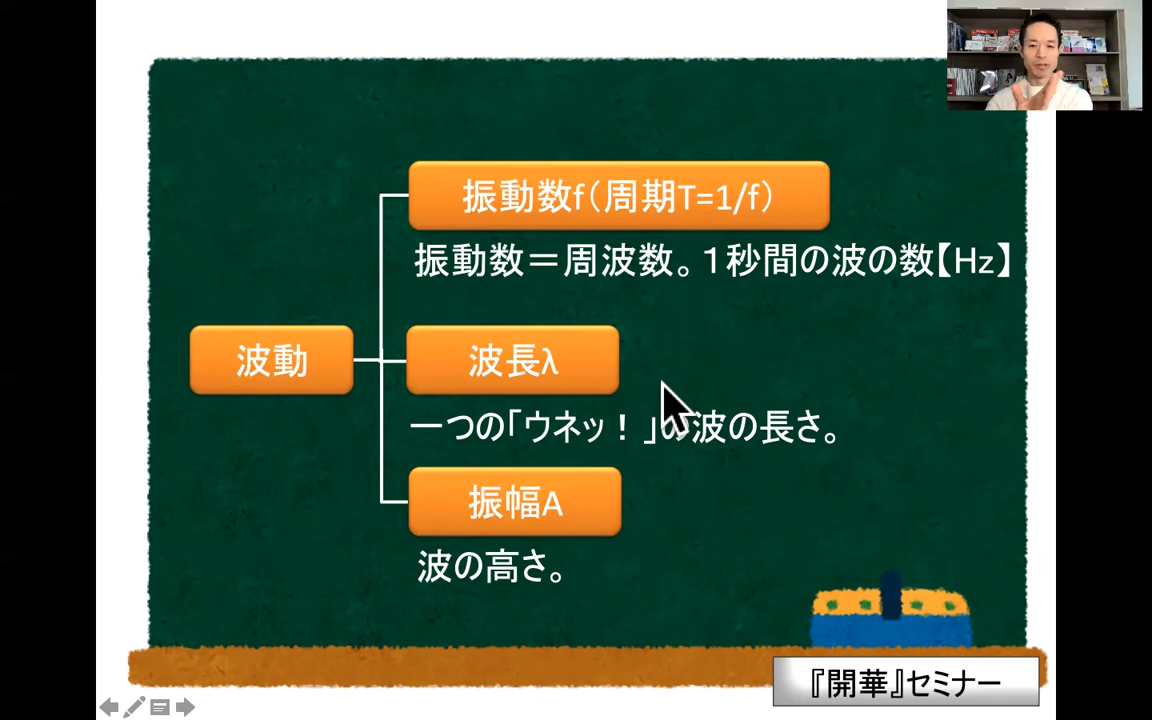 振動数f（周期T=1/f）
振動数＝周波数。１秒間の波の数【Hz】
波動
波長λ
一つの「ウネッ！」の波の長さ。
振幅A
波の高さ。
『開華』セミナー